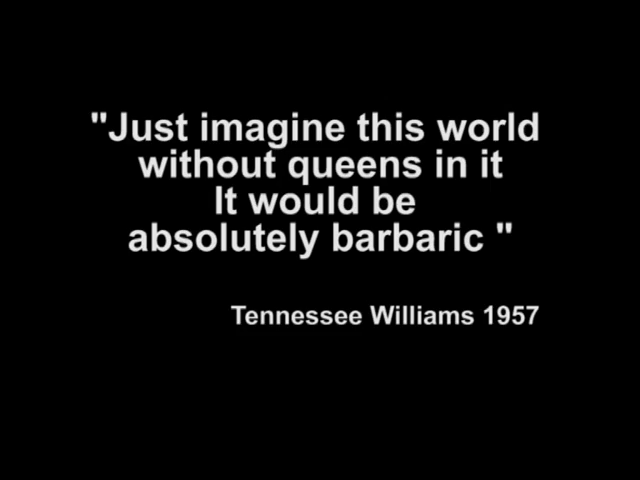 "Just imagine this world
without queens in it
It would be
absolutely barbaric "
Tennessee Williams 1957